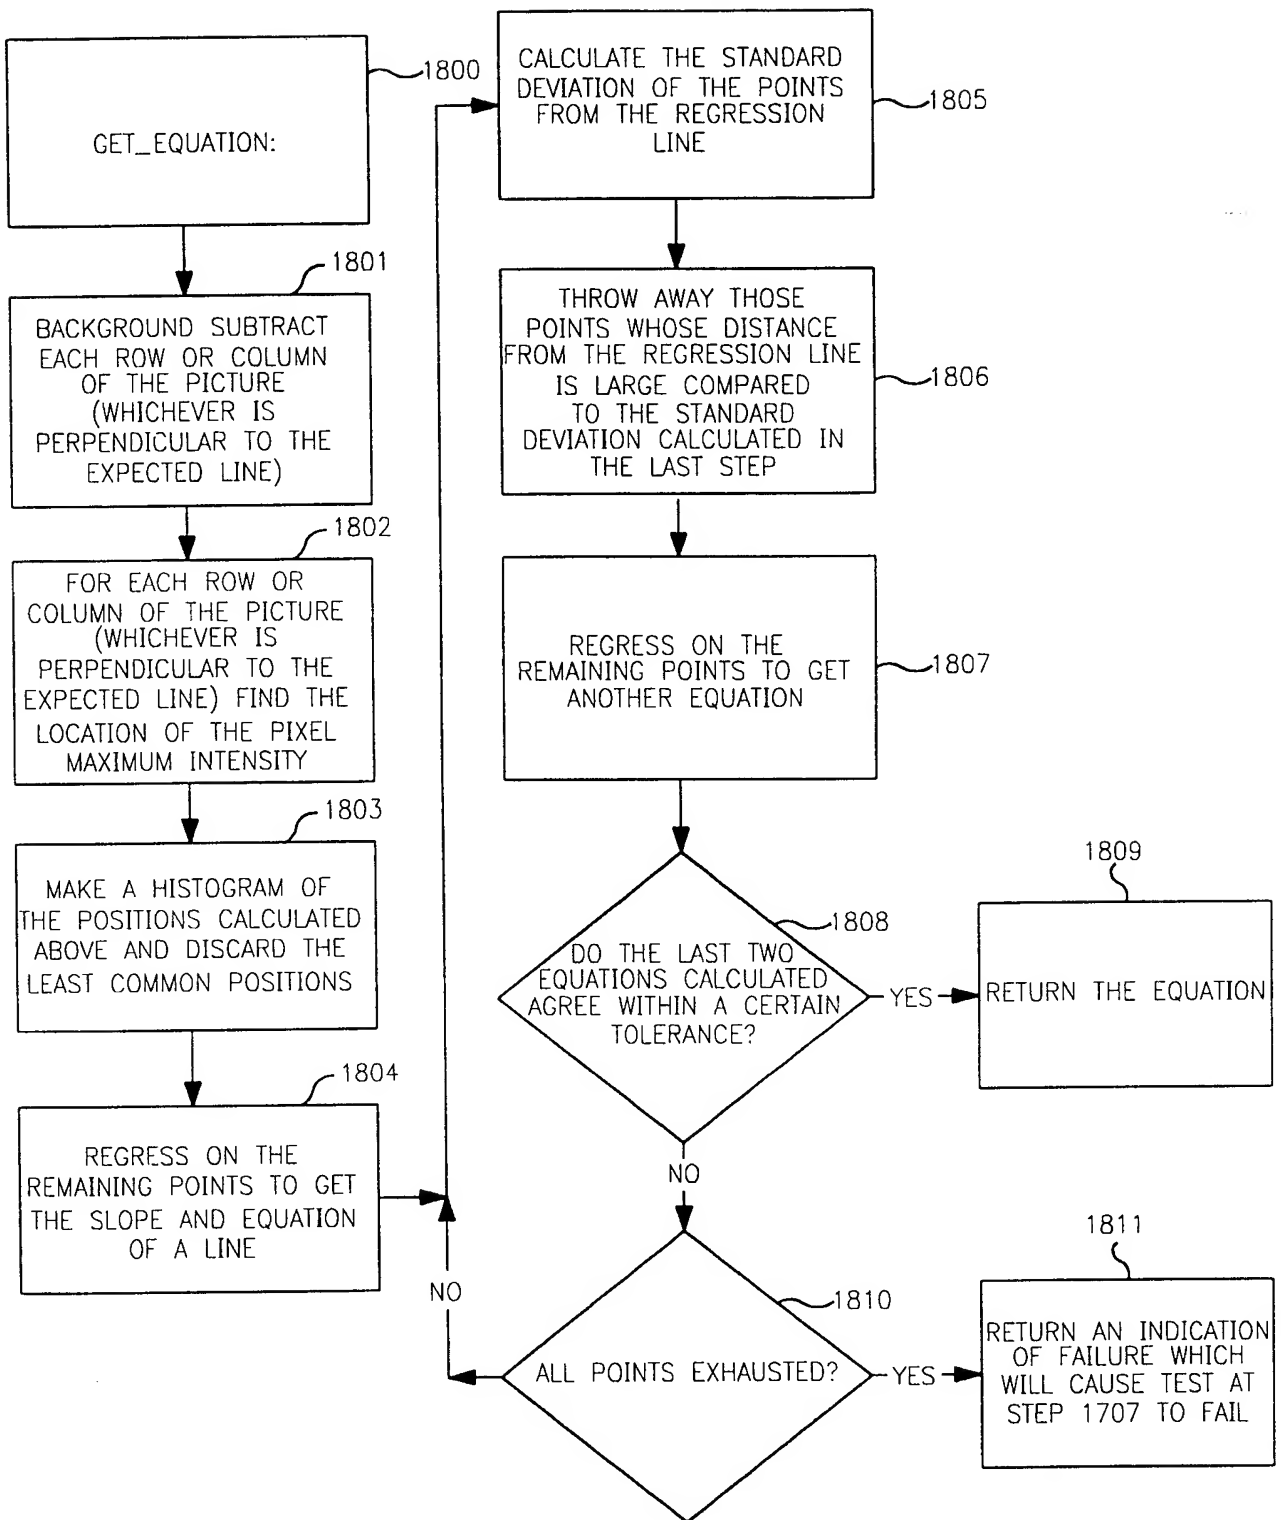 1800
GET_EQUATION:
1801
BACKGROUND SUBTRACT
EACH ROW OR COLUMN
OF THE PICTURE
(WHICHEVER IS
PERPENDICULAR TO THE
EXPECTED LINE)
1802
FOR EACH ROW OR
COLUMN OF THE PICTURE
(WHICHEVER IS
PERPENDICULAR TO THE
EXPECTED LINE) FIND THE
LOCATION OF THE PIXEL
MAXIMUM INTENSITY
1803
MAKE A HISTOGRAM OF
THE POSITIONS CALCULATED
ABOVE AND DISCARD THE
LEAST COMMON POSITIONS
1804
REGRESS ON THE
REMAINING POINTS TO GET
THE SLOPE AND EQUATION
OF A LINE
CALCULATE THE STANDARD
DEVIATION OF THE POINTS
FROM THE REGRESSION
LINE
1805
THROW AWAY THOSE
POINTS WHOSE DISTANCE
FROM THE REGRESSION LINE
IS LARGE COMPARED
TO THE STANDARD
DEVIATION CALCULATED IN
THE LAST STEP
1806
REGRESS ON THE
REMAINING POINTS TO GET
ANOTHER EQUATION
1807
1808
DO THE LAST TWO
EQUATIONS CALCULATED
AGREE WITHIN A CERTAIN
TOLERANCE?
YES
1809
RETURN THE EQUATION
NO
1810
ALL POINTS EXHAUSTED?
NO
YES
1811
RETURN AN INDICATION
OF FAILURE WHICH
WILL CAUSE TEST AT
STEP 1707 TO FAIL